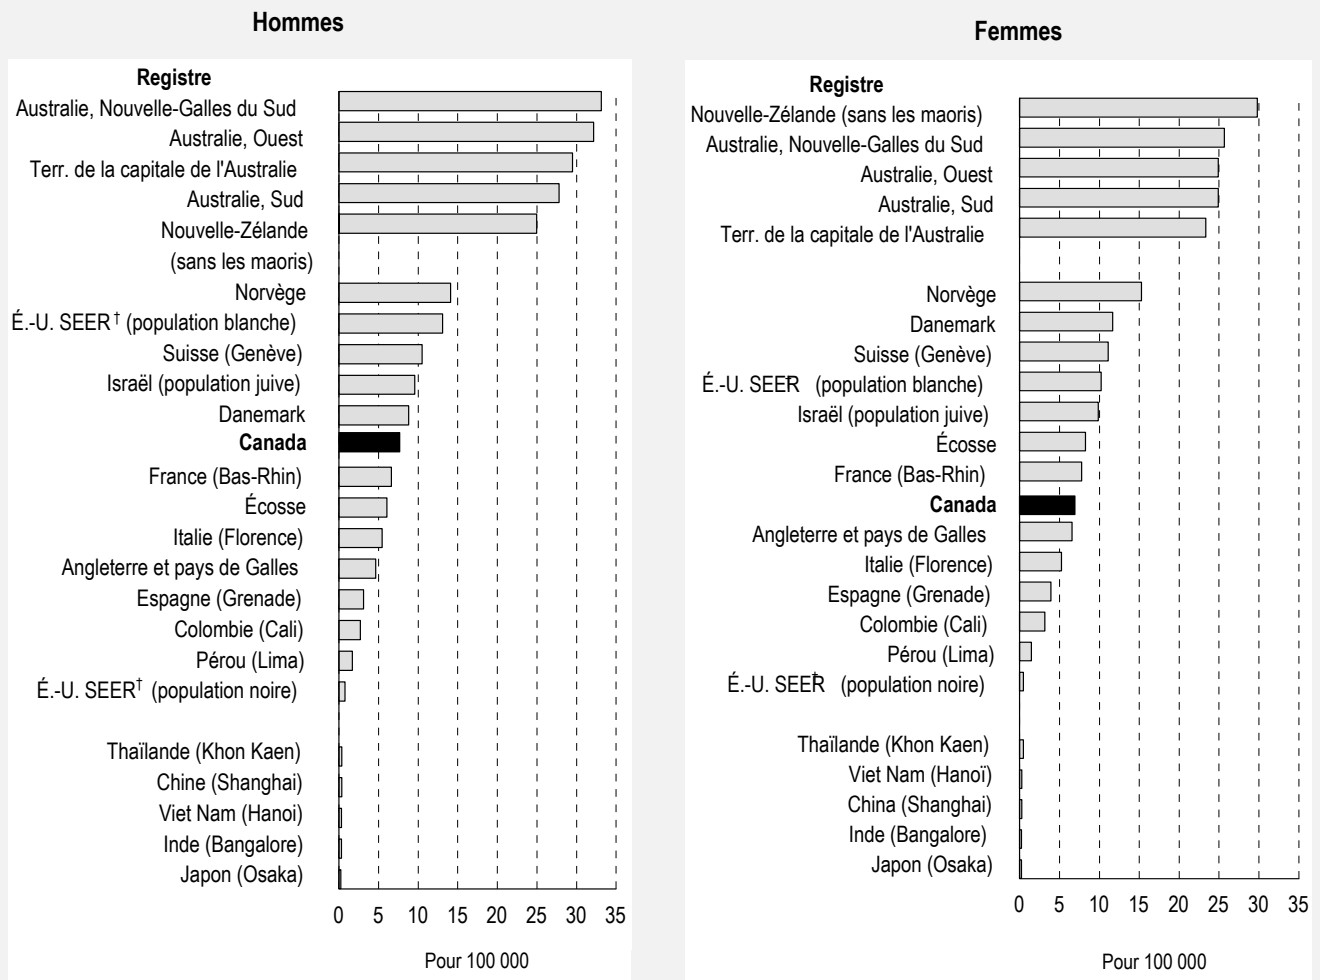 Hommes
Registre
Australie, Nouvelle-Galles du Sud
Australie, Ouest
Terr. de la capitale de l'Australie
Australie, Sud
Nouvelle-Zélande
(sans les maoris)
Norvège
É.-U. SEER† (population blanche)
Suisse (Genève)
Israël (population juive)
Danemark
Canada
France (Bas-Rhin)
Écosse
Italie (Florence)
Angleterre et pays de Galles
Espagne (Grenade)
Colombie (Cali)
Pérou (Lima)
É.-U. SEER† (population noire)
Thaïlande (Khon Kaen)
Chine (Shanghai)
Viet Nam (Hanoi)
Inde (Bangalore)
Japon (Osaka)
0 5 10 15 20 25 30 35
Pour 100 000
Femmes
Registre
Nouvelle-Zélande (sans les maoris)
Australie, Nouvelle-Galles du Sud
Australie, Ouest
Australie, Sud
Terr. de la capitale de l'Australie
Norvège
Danemark
Suisse (Genève)
É.-U. SEER† (population blanche)
Israël (population juive)
Écosse
France (Bas-Rhin)
Canada
Angleterre et pays de Galles
Italie (Florence)
Espagne (Grenade)
Colombie (Cali)
Pérou (Lima)
É.-U. SEER† (population noire)
Thaïlande (Khon Kaen)
Viet Nam (Hanoï)
China (Shanghai)
Inde (Bangalore)
Japon (Osaka)
0 5 10 15 20 25 30 35
Pour 100 000